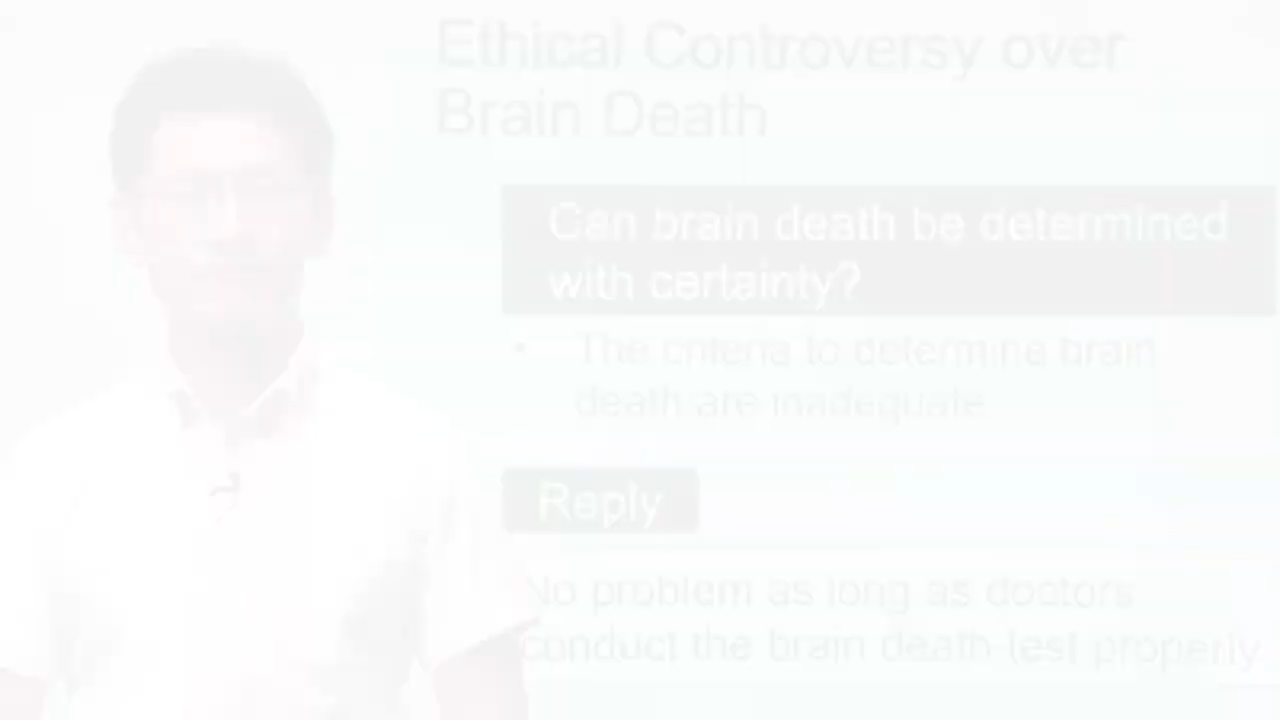 Ethical Controversy over
Brain Death
Can brain death be determined
with certainty?
• The criteria to determine brain
death are inadequate
Reply
No problem as long as doctors
conduct the brain death test properly